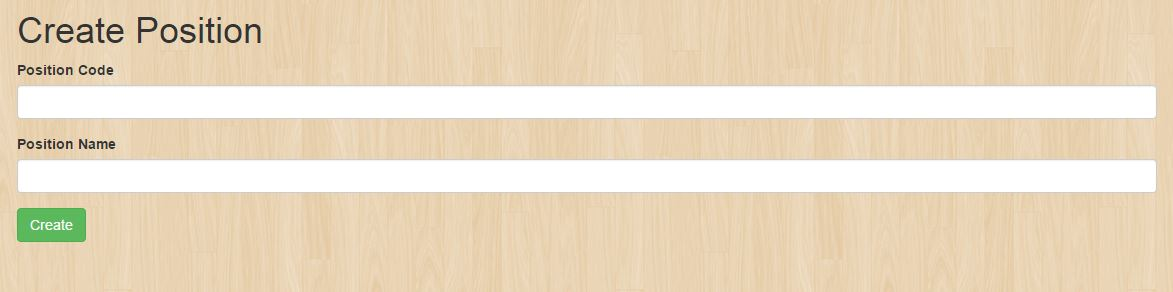 Create Position
Position Code
Position Name
Create